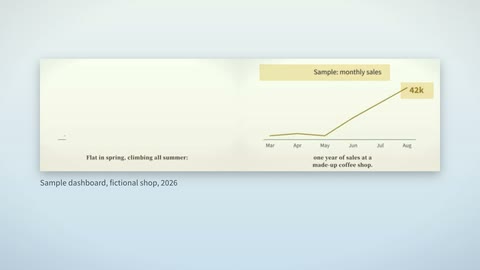 Sample: monthly sales
42k
Mar Apr May Jun Jul Aug
Flat in spring, climbing all summer:
one year of sales at a
made-up coffee shop.
Sample dashboard, fictional shop, 2026